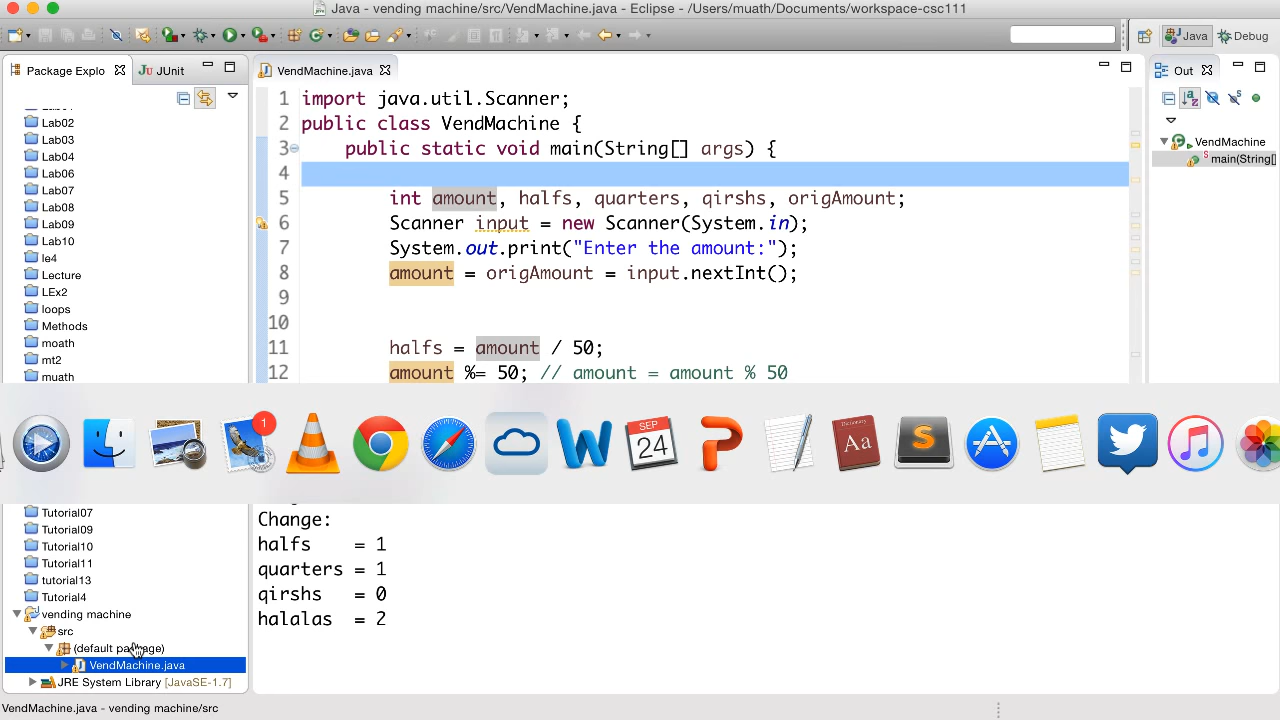 Java - vending machine/src/VendMachine.java - Eclipse - /Users/muath/Documents/workspace-csc111
Java
Debug
Package Explo
JUnit
VendMachine.java
Out
Lab02
Lab03
Lab04
Lab06
Lab07
Lab08
Lab09
Lab10
le4
Lecture
LEx2
loops
Methods
moath
mt2
muath
1 import java.util.Scanner;
2 public class VendMachine {
3 public static void main(String[] args) {
4
5 int amount, halfs, quarters, qirshs, origAmount;
6 Scanner input = new Scanner(System.in);
7 System.out.print("Enter the amount:");
8 amount = origAmount = input.nextInt();
9
10
11 halfs = amount / 50;
12 amount %= 50; // amount = amount % 50
VendMachine
main(String[]
1
SEP
24
Dictionary
Aa
Tutorial07
Tutorial09
Tutorial10
Tutorial11
tutorial13
Tutorial4
vending machine
src
(default package)
VendMachine.java
JRE System Library [JavaSE-1.7]
Change:
halfs = 1
quarters = 1
qirshs = 0
halalas = 2
VendMachine.java - vending machine/src